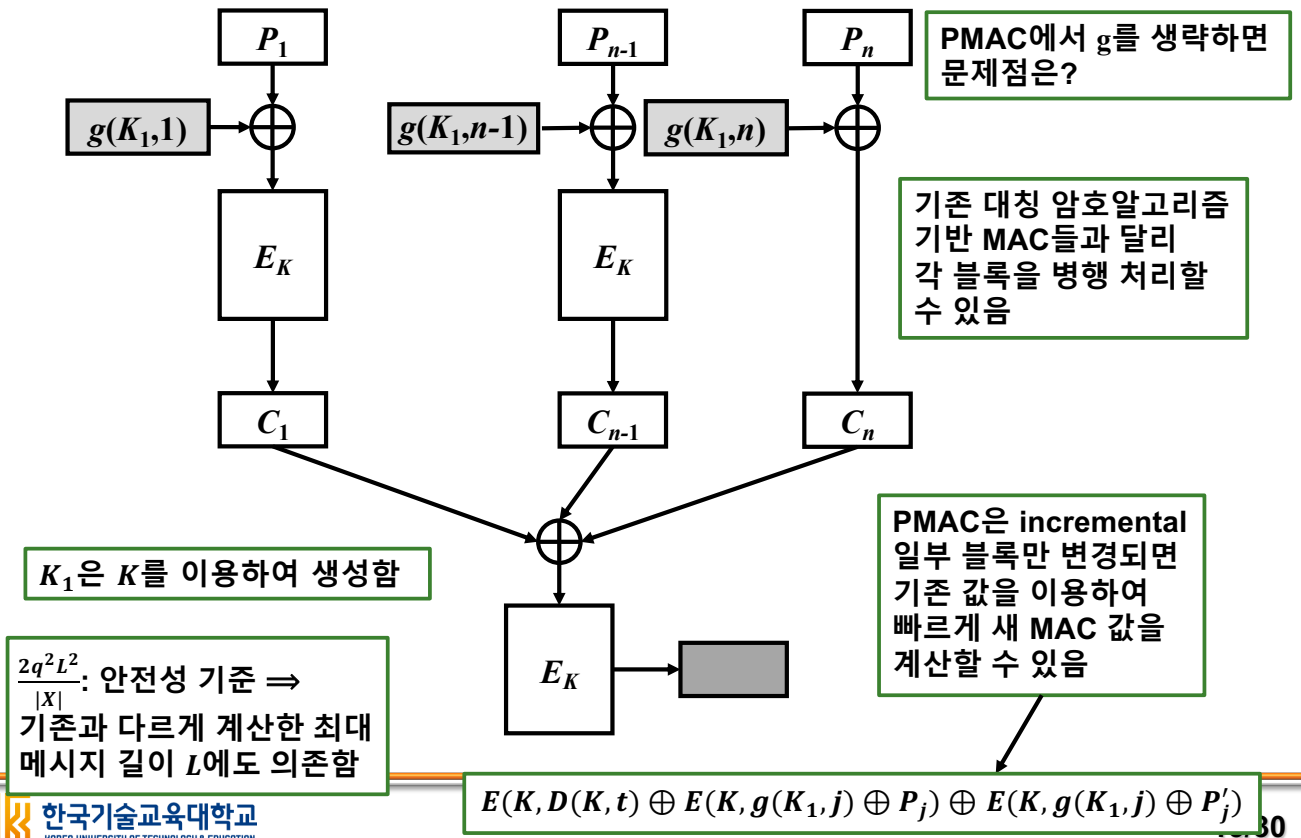 P₁
Pₙ₋₁
Pₙ
PMAC에서 g를 생략하면
문제점은?
g(K₁,1)
g(K₁,n-1)
g(K₁,n)
기존 대칭 암호알고리즘
기반 MAC들과 달리
각 블록을 병행 처리할
수 있음
E_K
E_K
C₁
Cₙ₋₁
Cₙ
PMAC은 incremental
일부 블록만 변경되면
기존 값을 이용하여
빠르게 새 MAC 값을
계산할 수 있음
K₁은 K를 이용하여 생성함
E_K
2q²L²/|X|: 안전성 기준 ⟹
기존과 다르게 계산한 최대
메시지 길이 L에도 의존함
E(K, D(K, t) ⊕ E(K, g(K₁, j) ⊕ Pⱼ) ⊕ E(K, g(K₁, j) ⊕ P′ⱼ)
한국기술교육대학교